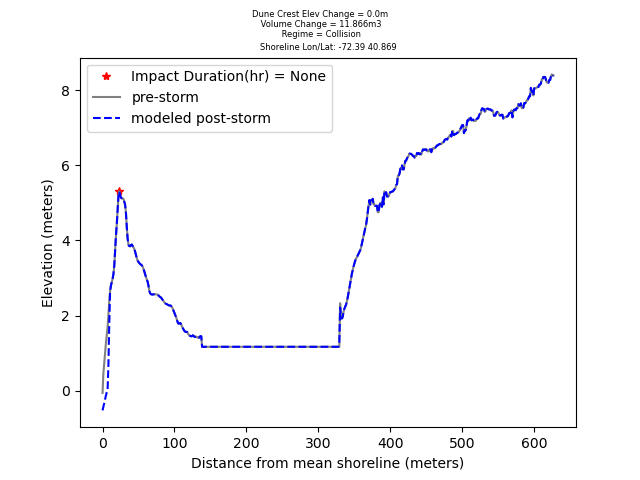 Dune Crest Elev Change = 0.0m
Volume Change = 11.866m3
Regime = Collision
Shoreline Lon/Lat: -72.39 40.869
Impact Duration(hr) = None
pre-storm
modeled post-storm
8
6
4
2
0
Elevation (meters)
0 100 200 300 400 500 600
Distance from mean shoreline (meters)